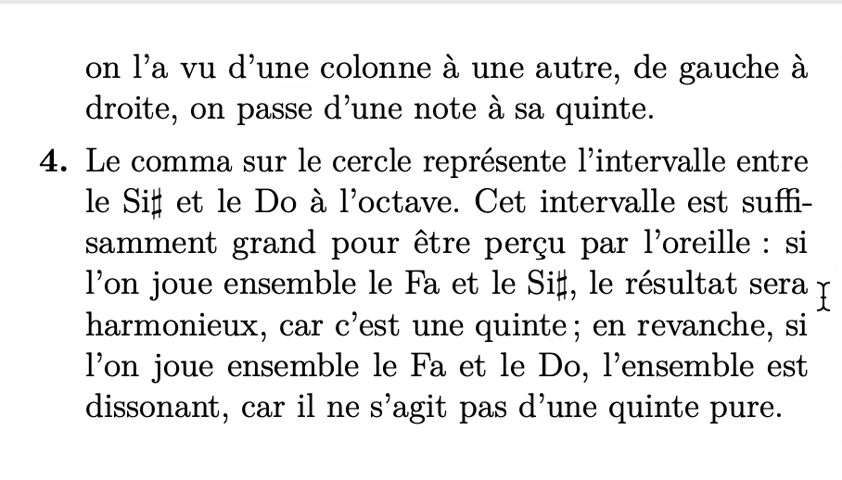 on l'a vu d'une colonne à une autre, de gauche à
droite, on passe d'une note à sa quinte.
4. Le comma sur le cercle représente l'intervalle entre
le Si♯ et le Do à l'octave. Cet intervalle est suffi-
samment grand pour être perçu par l'oreille : si
l'on joue ensemble le Fa et le Si♯, le résultat sera
harmonieux, car c'est une quinte ; en revanche, si
l'on joue ensemble le Fa et le Do, l'ensemble est
dissonant, car il ne s'agit pas d'une quinte pure.